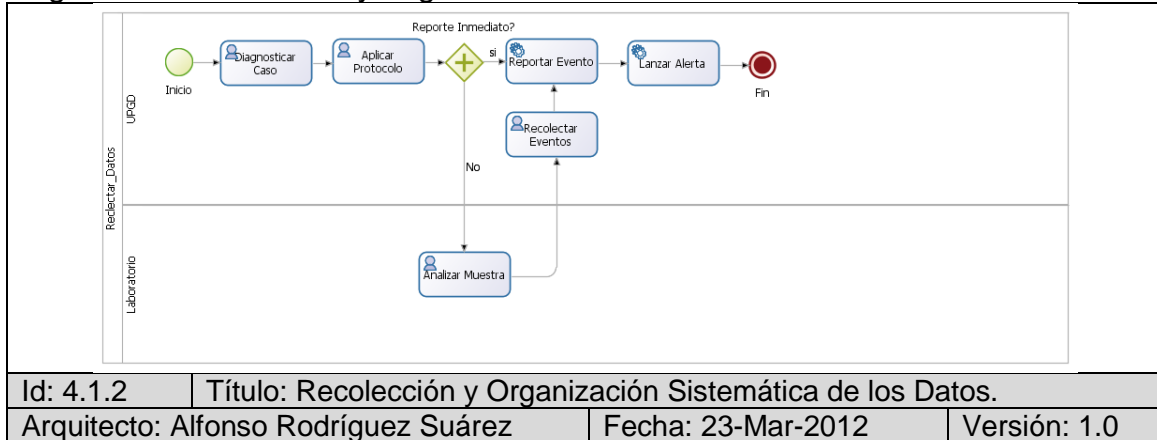 Reporte Inmediato?
Diagnosticar
Caso
Aplicar
Protocolo
si
Reportar Evento
Lanzar Alerta
Inicio
Fin
UPGD
Recolectar
Eventos
No
Reclectar_Datos
Laboratorio
Analizar Muestra
Id: 4.1.2
Título: Recolección y Organización Sistemática de los Datos.
Arquitecto: Alfonso Rodríguez Suárez
Fecha: 23-Mar-2012
Versión: 1.0